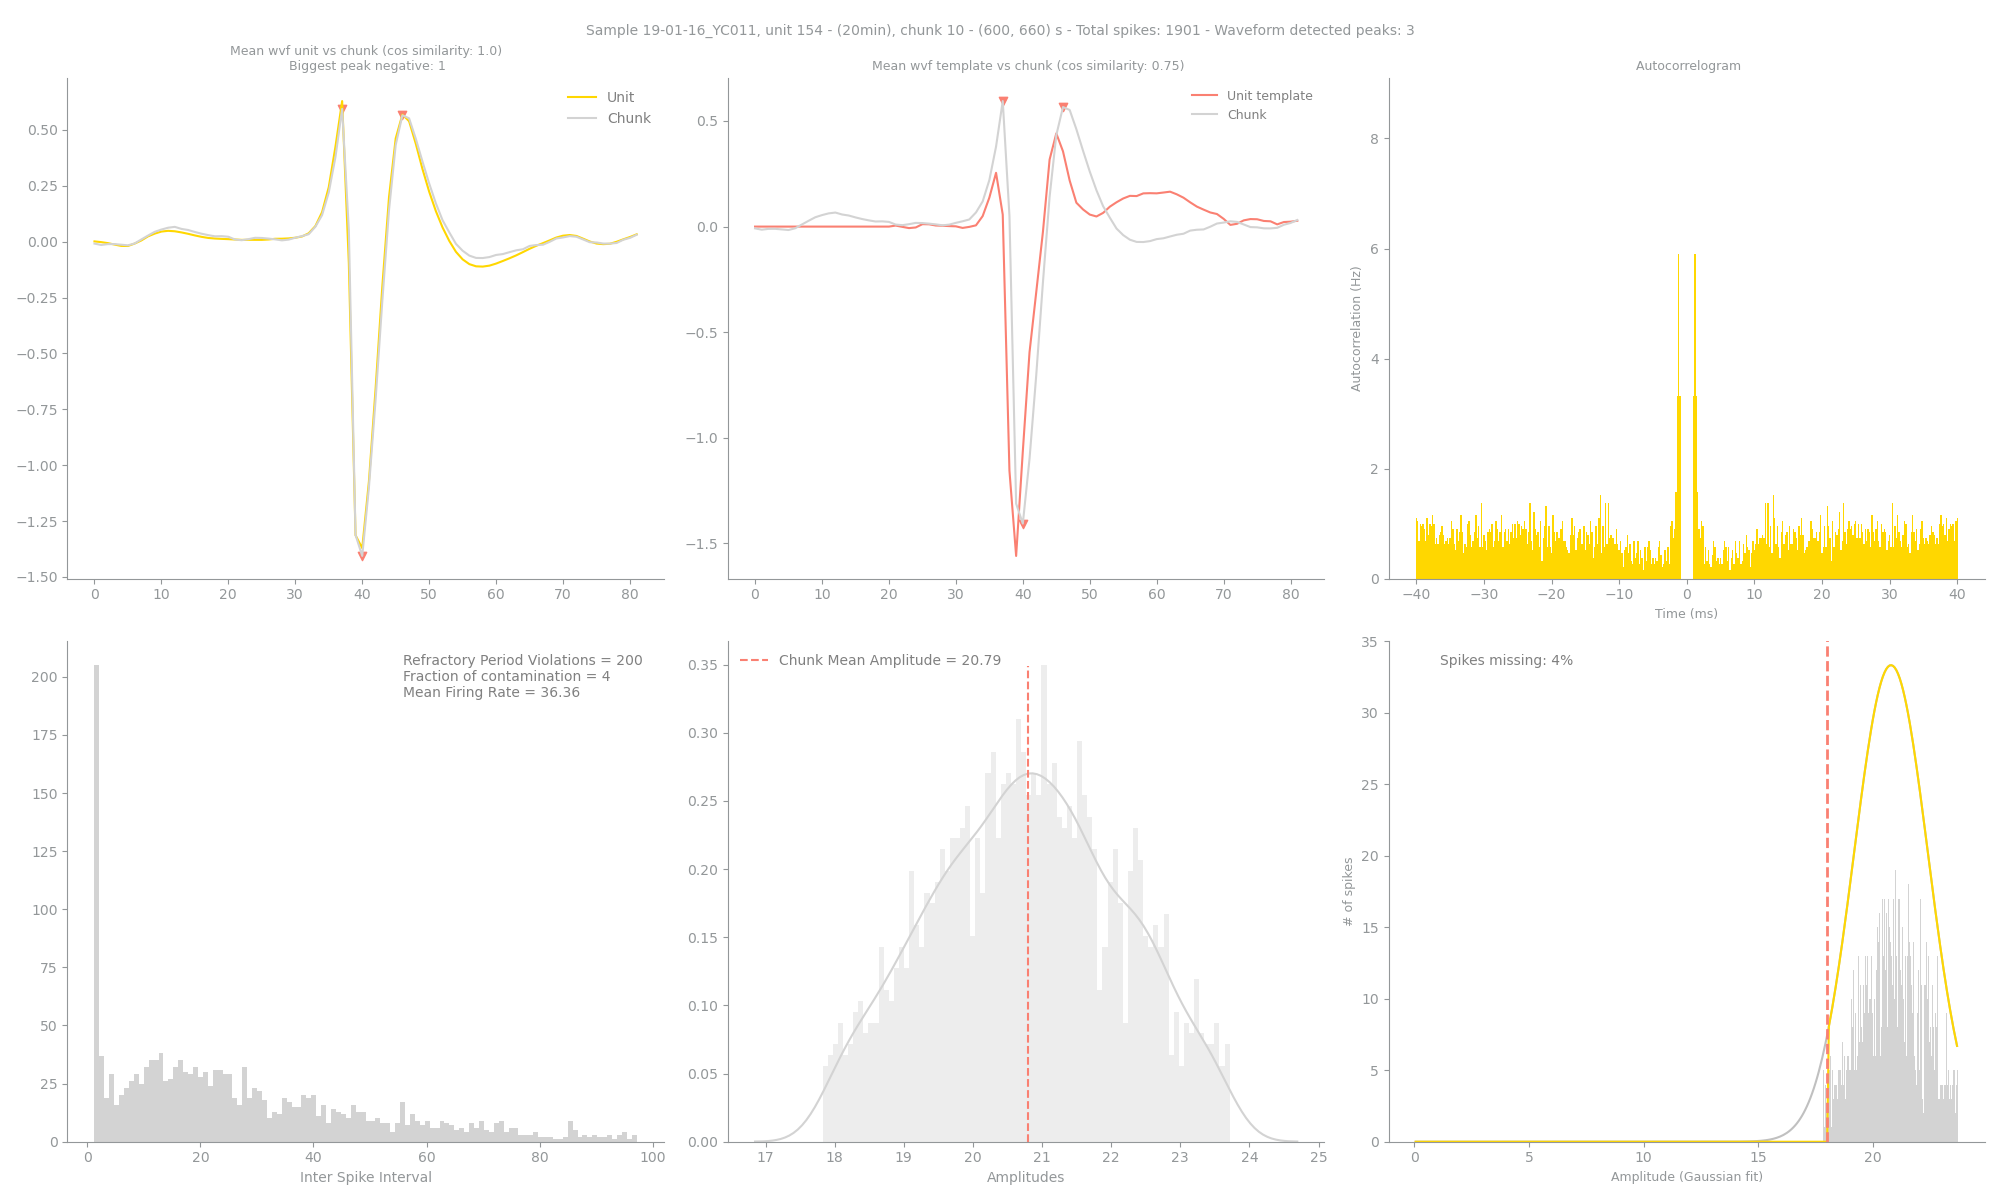 Sample 19-01-16_YC011, unit 154 - (20min), chunk 10 - (600, 660) s - Total spikes: 1901 - Waveform detected peaks: 3
Mean wvf unit vs chunk (cos similarity: 1.0)
Biggest peak negative: 1
Unit
Chunk
0.50
0.25
0.00
−0.25
−0.50
−0.75
−1.00
−1.25
−1.50
0 10 20 30 40 50 60 70 80
Mean wvf template vs chunk (cos similarity: 0.75)
Unit template
Chunk
0.5
0.0
−0.5
−1.0
−1.5
0 10 20 30 40 50 60 70 80
Autocorrelogram
Autocorrelation (Hz)
8
6
4
2
0
−40 −30 −20 −10 0 10 20 30 40
Time (ms)
Refractory Period Violations = 200
Fraction of contamination = 4
Mean Firing Rate = 36.36
200
175
150
125
100
75
50
25
0
0 20 40 60 80 100
Inter Spike Interval
Chunk Mean Amplitude = 20.79
0.35
0.30
0.25
0.20
0.15
0.10
0.05
0.00
17 18 19 20 21 22 23 24 25
Amplitudes
Spikes missing: 4%
# of spikes
35
30
25
20
15
10
5
0
0 5 10 15 20
Amplitude (Gaussian fit)